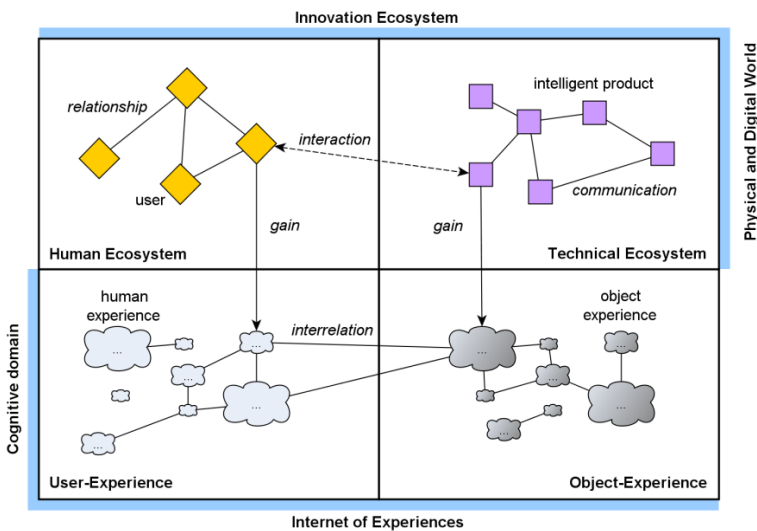 Innovation Ecosystem
relationship
interaction
intelligent product
user
communication
gain
gain
Human Ecosystem
Technical Ecosystem
Physical and Digital World
human
experience
interrelation
object
experience
...
...
...
...
...
...
...
...
...
...
User-Experience
Object-Experience
Cognitive domain
Internet of Experiences